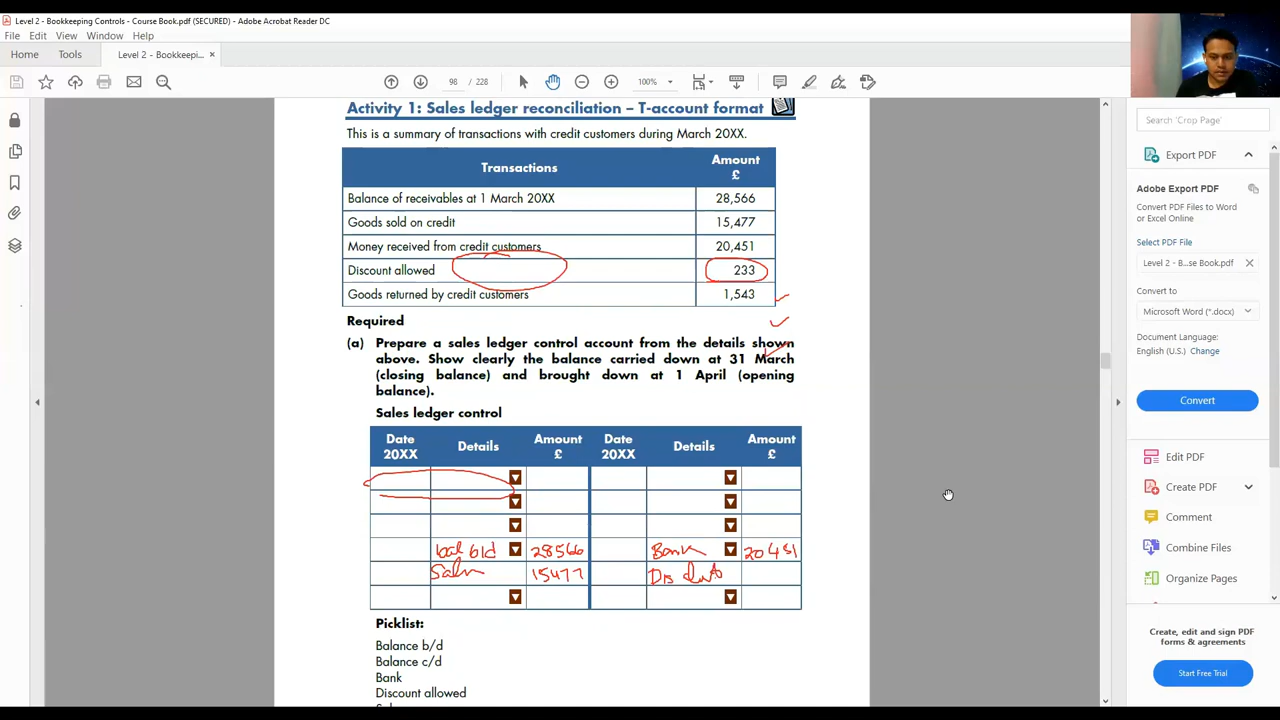 Level 2 - Bookkeeping Controls - Course Book.pdf (SECURED) - Adobe Acrobat Reader DC
File Edit View Window Help
Home Tools Level 2 - Bookkeepi... ×
98 / 228 100%
Search 'Crop Page'
Export PDF
Adobe Export PDF
Convert PDF Files to Word
or Excel Online
Select PDF File
Level 2 - B...se Book.pdf
Convert to
Microsoft Word (*.docx)
Document Language:
English (U.S.) Change
Convert
Edit PDF
Create PDF
Comment
Combine Files
Organize Pages
Create, edit and sign PDF
forms & agreements
Start Free Trial
Activity 1: Sales ledger reconciliation – T-account format
This is a summary of transactions with credit customers during March 20XX.
Transactions Amount £
Balance of receivables at 1 March 20XX 28,566
Goods sold on credit 15,477
Money received from credit customers 20,451
Discount allowed 233
Goods returned by credit customers 1,543
Required
(a) Prepare a sales ledger control account from the details shown
above. Show clearly the balance carried down at 31 March
(closing balance) and brought down at 1 April (opening
balance).
Sales ledger control
Date 20XX Details Amount £ Date 20XX Details Amount £
bal b/d 28566 Bank 20451
15477 Dis
Picklist:
Balance b/d
Balance c/d
Bank
Discount allowed